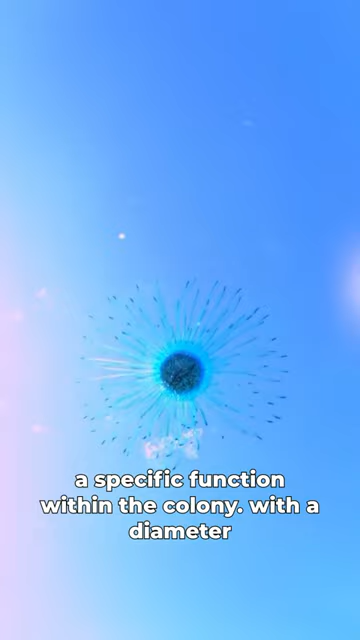 a specific function
within the colony. with a
diameter